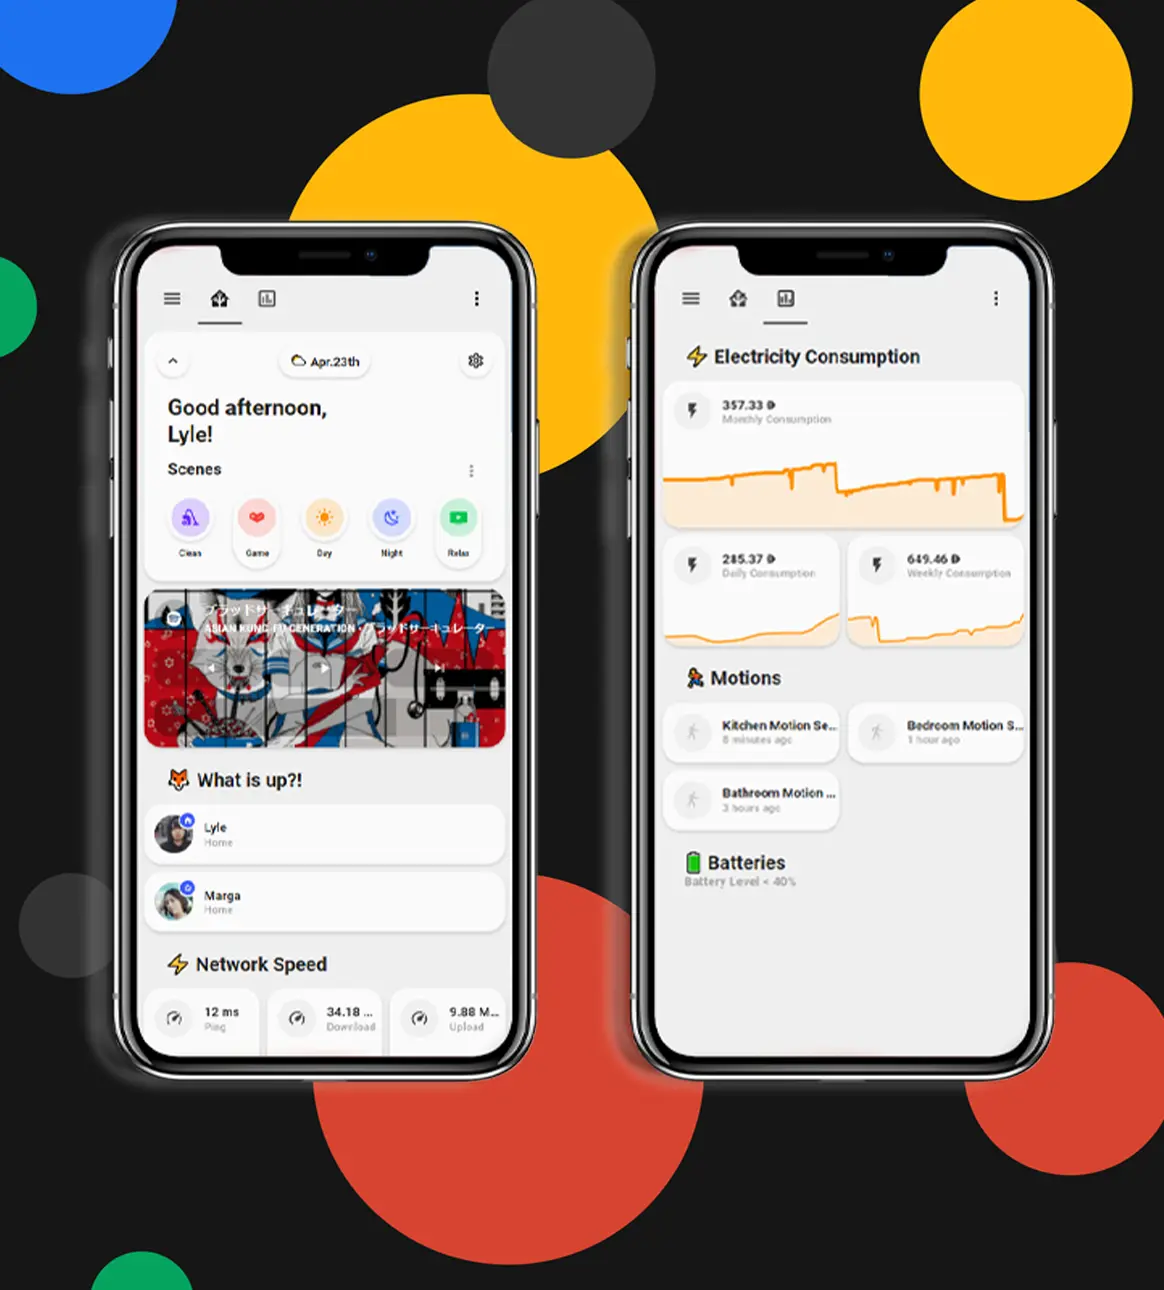 Apr.23th
Good afternoon,
Lyle!
Scenes
Clean
Game
Day
Night
Relax
ブラッドサーキュレーター
ASIAN KUNG-FU GENERATION · ブラッドサーキュレーター
What is up?!
Lyle
Home
Marga
Home
Network Speed
12 ms
Ping
34.18 ...
Download
9.88 M...
Upload
Electricity Consumption
357.33
Monthly Consumption
285.37
Daily Consumption
649.46
Weekly Consumption
Motions
Kitchen Motion Se...
8 minutes ago
Bedroom Motion S...
1 hour ago
Bathroom Motion ...
3 hours ago
Batteries
Battery Level < 40%